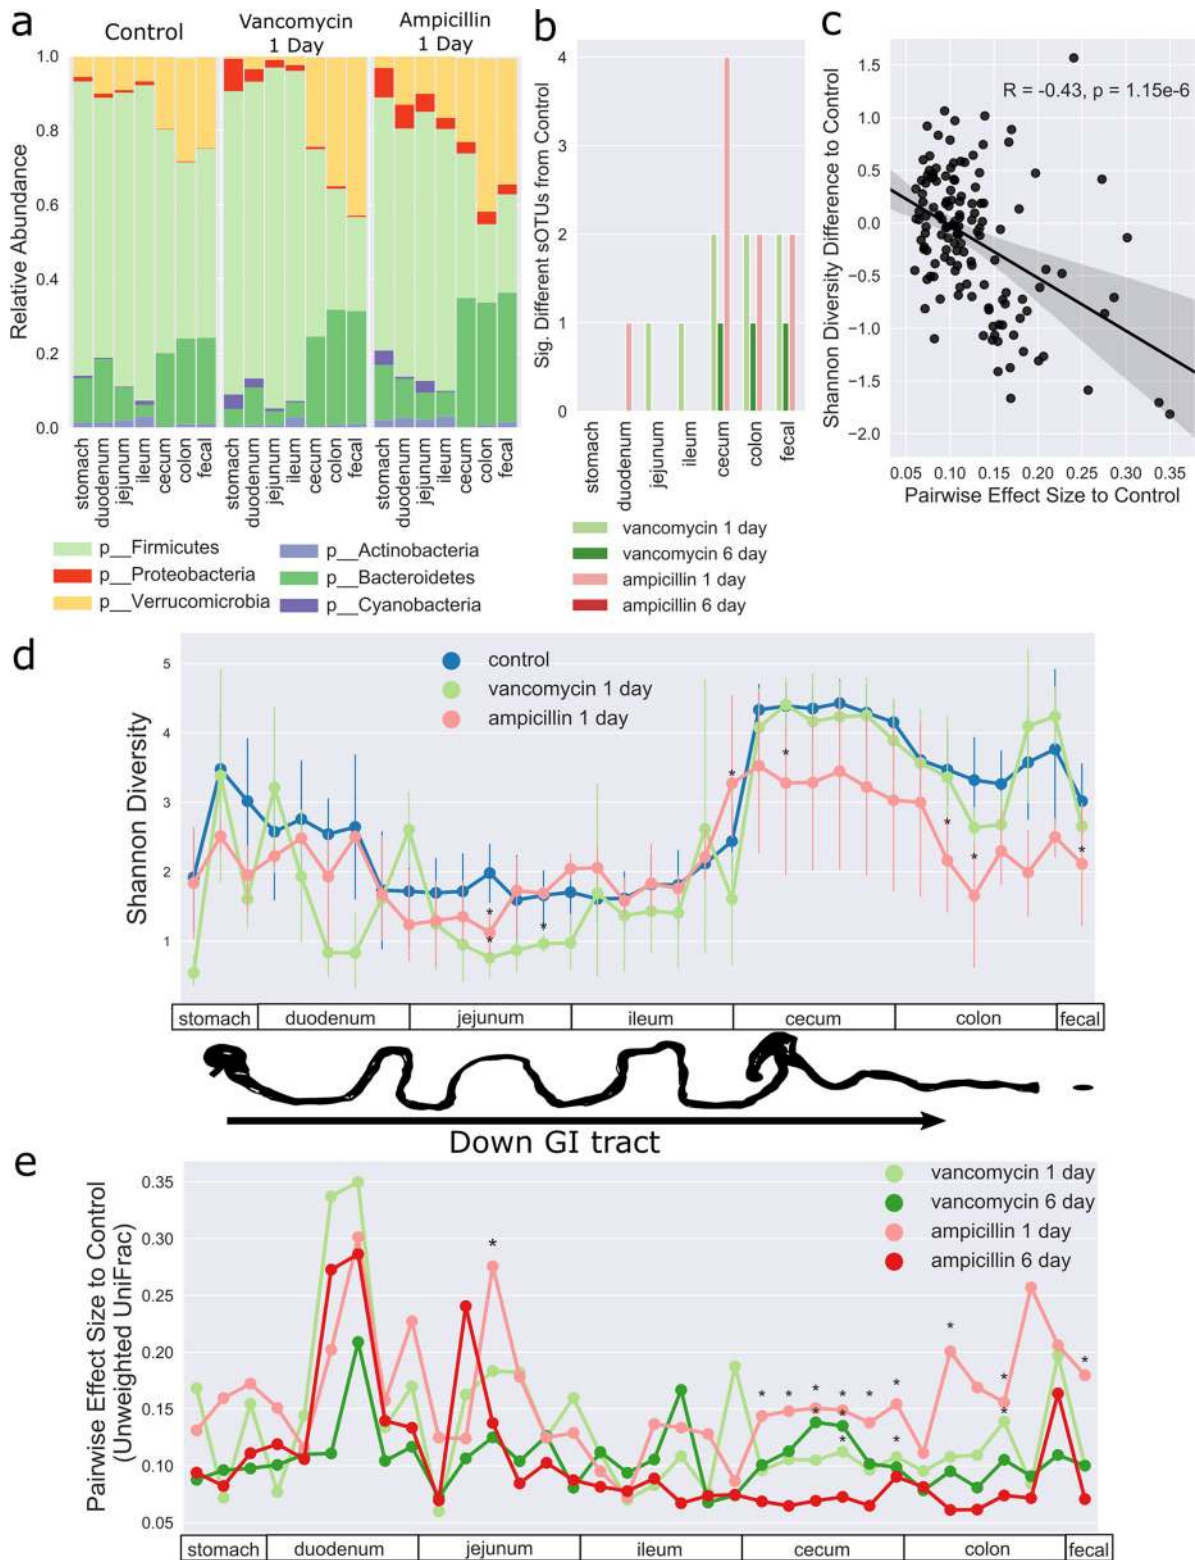 a
Control
Vancomycin
1 Day
Ampicillin
1 Day
Relative Abundance
1.0
0.8
0.6
0.4
0.2
0.0
stomach
duodenum
jejunum
ileum
cecum
colon
fecal
stomach
duodenum
jejunum
ileum
cecum
colon
fecal
stomach
duodenum
jejunum
ileum
cecum
colon
fecal
p__Firmicutes
p__Proteobacteria
p__Verrucomicrobia
p__Actinobacteria
p__Bacteroidetes
p__Cyanobacteria
b
Sig. Different sOTUs from Control
4
3
2
1
0
stomach
duodenum
jejunum
ileum
cecum
colon
fecal
vancomycin 1 day
vancomycin 6 day
ampicillin 1 day
ampicillin 6 day
c
R = -0.43, p = 1.15e-6
Shannon Diversity Difference to Control
1.5
1.0
0.5
0.0
−0.5
−1.0
−1.5
−2.0
0.05 0.10 0.15 0.20 0.25 0.30 0.35
Pairwise Effect Size to Control
d
control
vancomycin 1 day
ampicillin 1 day
Shannon Diversity
5
4
3
2
1
* * * * * * * *
stomach duodenum jejunum ileum cecum colon fecal
Down GI tract
e
vancomycin 1 day
vancomycin 6 day
ampicillin 1 day
ampicillin 6 day
Pairwise Effect Size to Control
(Unweighted UniFrac)
0.35
0.30
0.25
0.20
0.15
0.10
0.05
* * * * * * * * * * * * * * *
stomach duodenum jejunum ileum cecum colon fecal